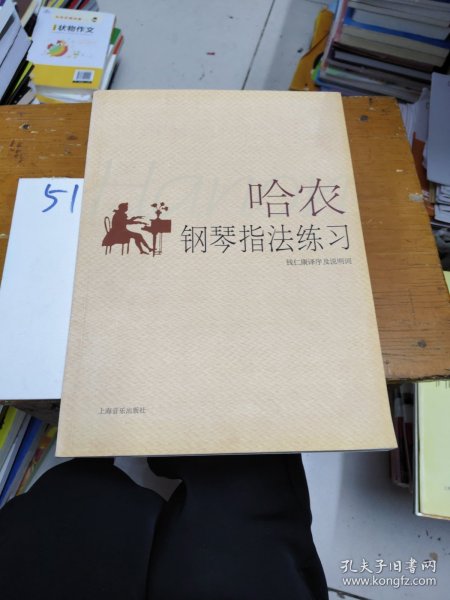 状物作文
51
Hanon
哈农
钢琴指法练习
钱仁康译序及说明词
上海音乐出版社
孔夫子旧书网
www.kongfz.com